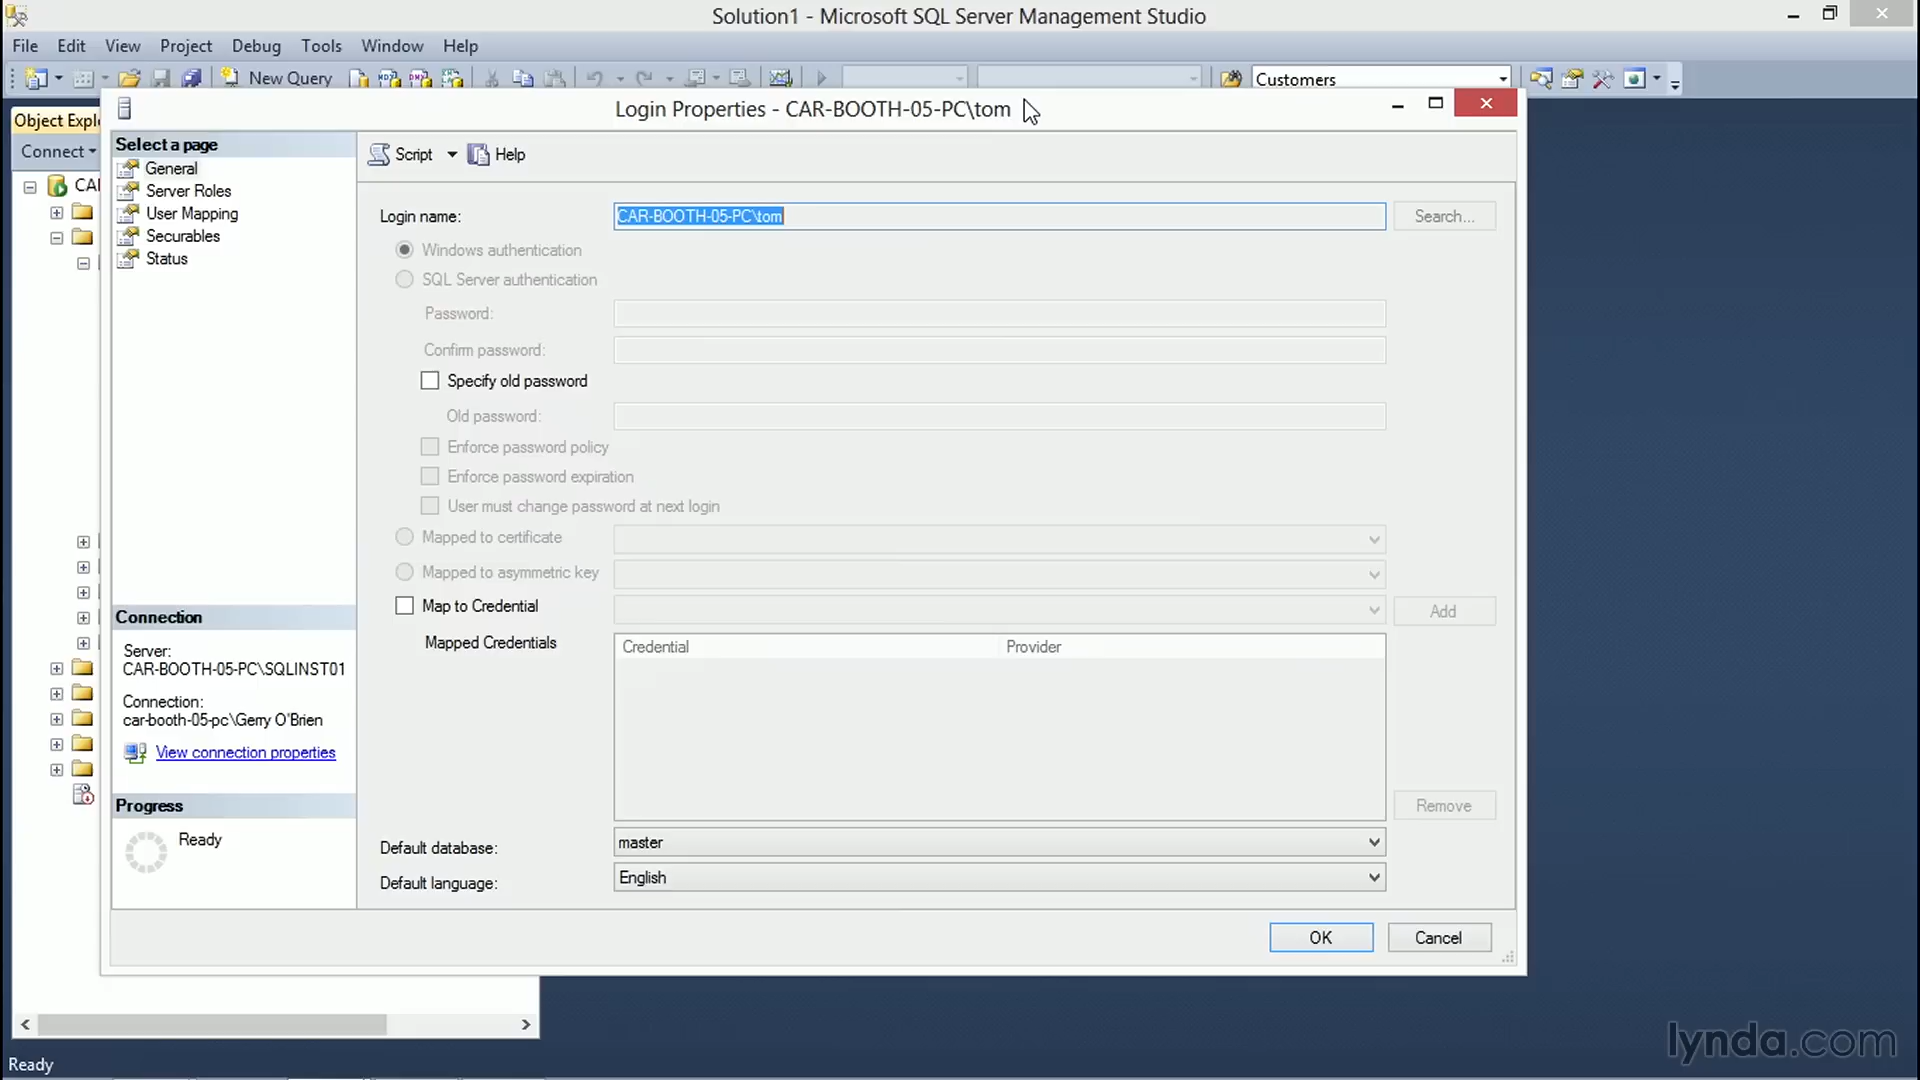 Solution1 - Microsoft SQL Server Management Studio
File Edit View Project Debug Tools Window Help
New Query
Customers
Login Properties - CAR-BOOTH-05-PC\tom
Object Explo
Connect
CA
Select a page
General
Server Roles
User Mapping
Securables
Status
Script
Help
Login name:
CAR-BOOTH-05-PC\tom
Search...
Windows authentication
SQL Server authentication
Password:
Confirm password:
Specify old password
Old password:
Enforce password policy
Enforce password expiration
User must change password at next login
Mapped to certificate
Mapped to asymmetric key
Map to Credential
Add
Mapped Credentials
Credential
Provider
Remove
Default database:
master
Default language:
English
Connection
Server:
CAR-BOOTH-05-PC\SQLINST01
Connection:
car-booth-05-pc\Gerry O'Brien
View connection properties
Progress
Ready
OK
Cancel
Ready
lynda.com